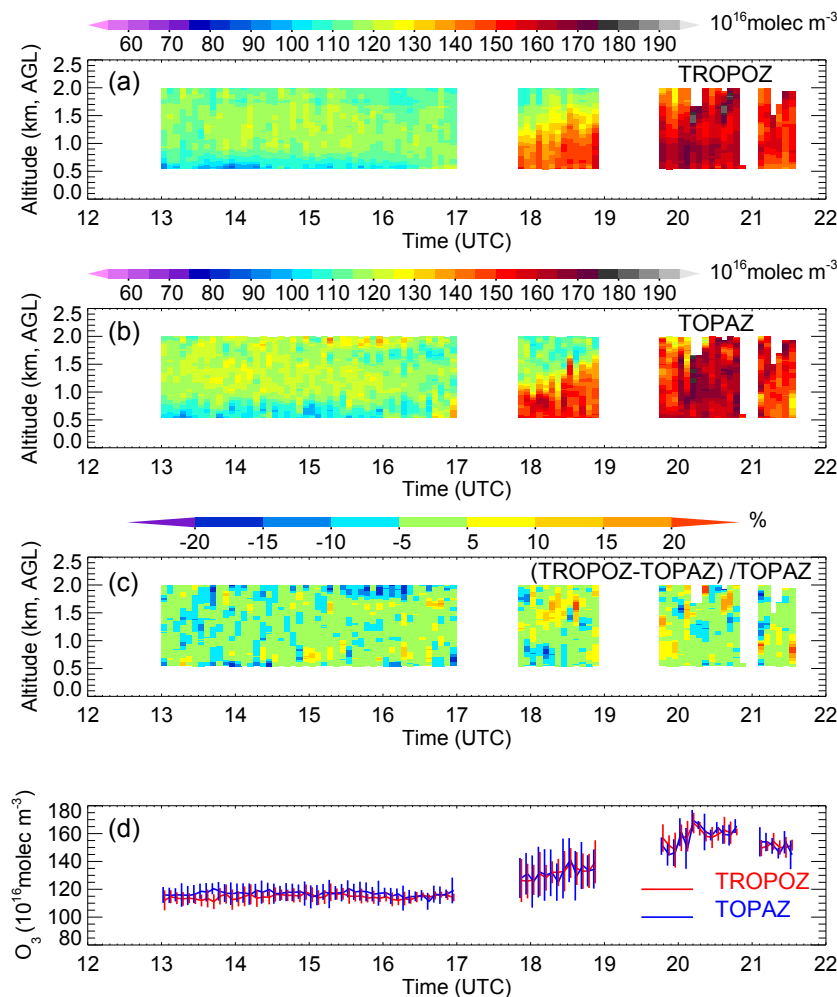 10¹⁶molec m⁻³
60 70 80 90 100 110 120 130 140 150 160 170 180 190
(a) TROPOZ
Altitude (km, AGL)
2.5
2.0
1.5
1.0
0.5
0.0
12 13 14 15 16 17 18 19 20 21 22
Time (UTC)
10¹⁶molec m⁻³
60 70 80 90 100 110 120 130 140 150 160 170 180 190
(b) TOPAZ
Altitude (km, AGL)
2.5
2.0
1.5
1.0
0.5
0.0
12 13 14 15 16 17 18 19 20 21 22
Time (UTC)
%
-20 -15 -10 -5 5 10 15 20
(c) (TROPOZ-TOPAZ) /TOPAZ
Altitude (km, AGL)
2.5
2.0
1.5
1.0
0.5
0.0
12 13 14 15 16 17 18 19 20 21 22
Time (UTC)
(d)
O₃ (10¹⁶molec m⁻³)
180
160
140
120
100
80
TROPOZ
TOPAZ
12 13 14 15 16 17 18 19 20 21 22
Time (UTC)